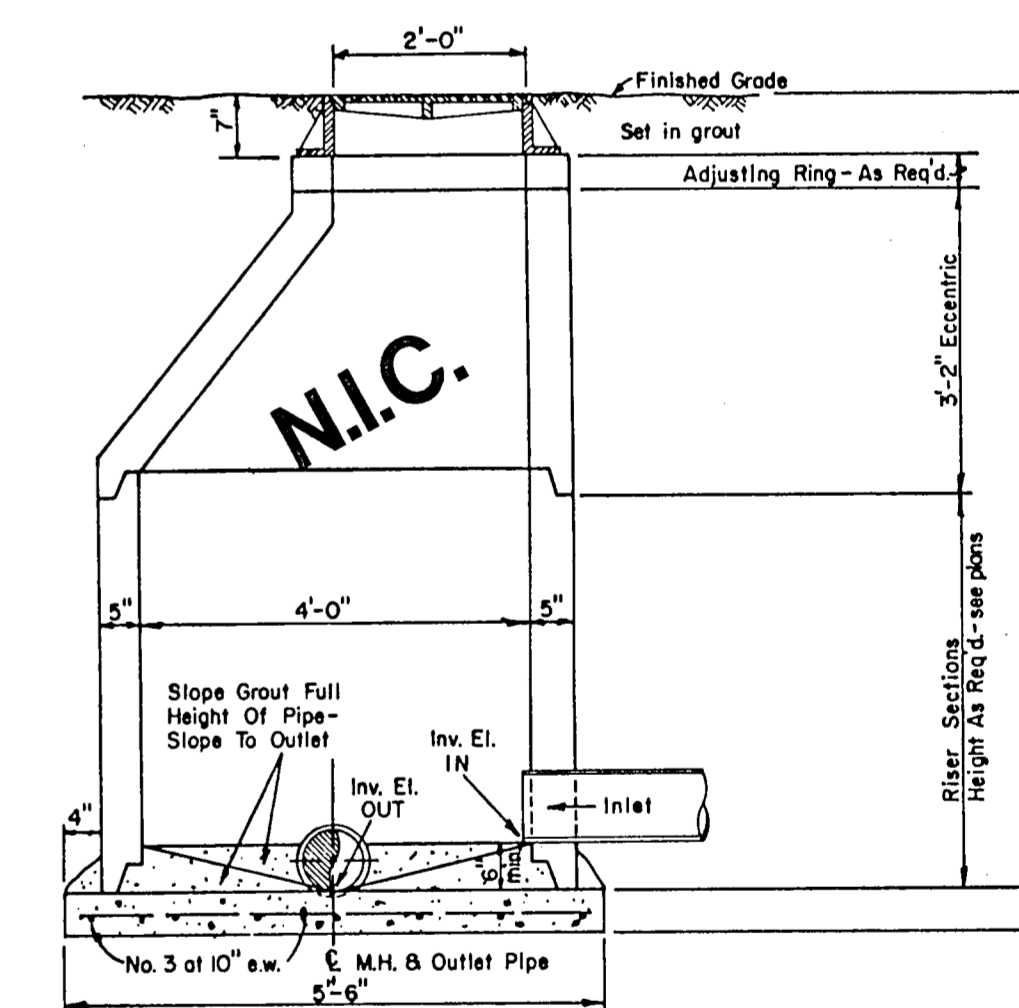 2'-0"
Finished Grade
7"
Set in grout
Adjusting Ring - As Req'd.
3'-2" Eccentric
N.I.C.
5"
4'-0"
5"
Slope Grout Full
Height Of Pipe-
Slope To Outlet
Inv. El.
IN
Inv. El.
OUT
Inlet
Riser Sections
Height As Req'd.- see plans
4"
6"
min.
No. 3 at 10" e.w.
℄ M.H. & Outlet Pipe
5'-6"